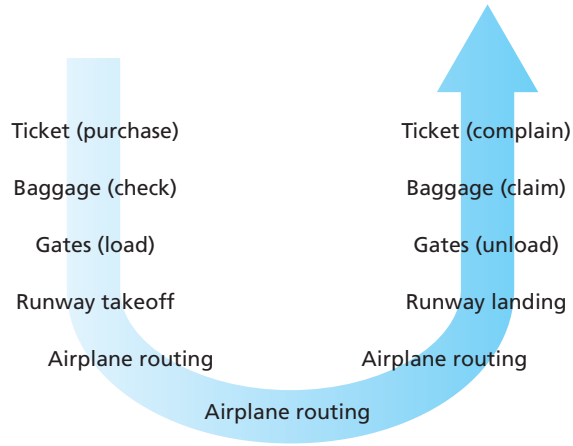 Ticket (purchase)
Baggage (check)
Gates (load)
Runway takeoff
Airplane routing
Airplane routing
Airplane routing
Runway landing
Gates (unload)
Baggage (claim)
Ticket (complain)